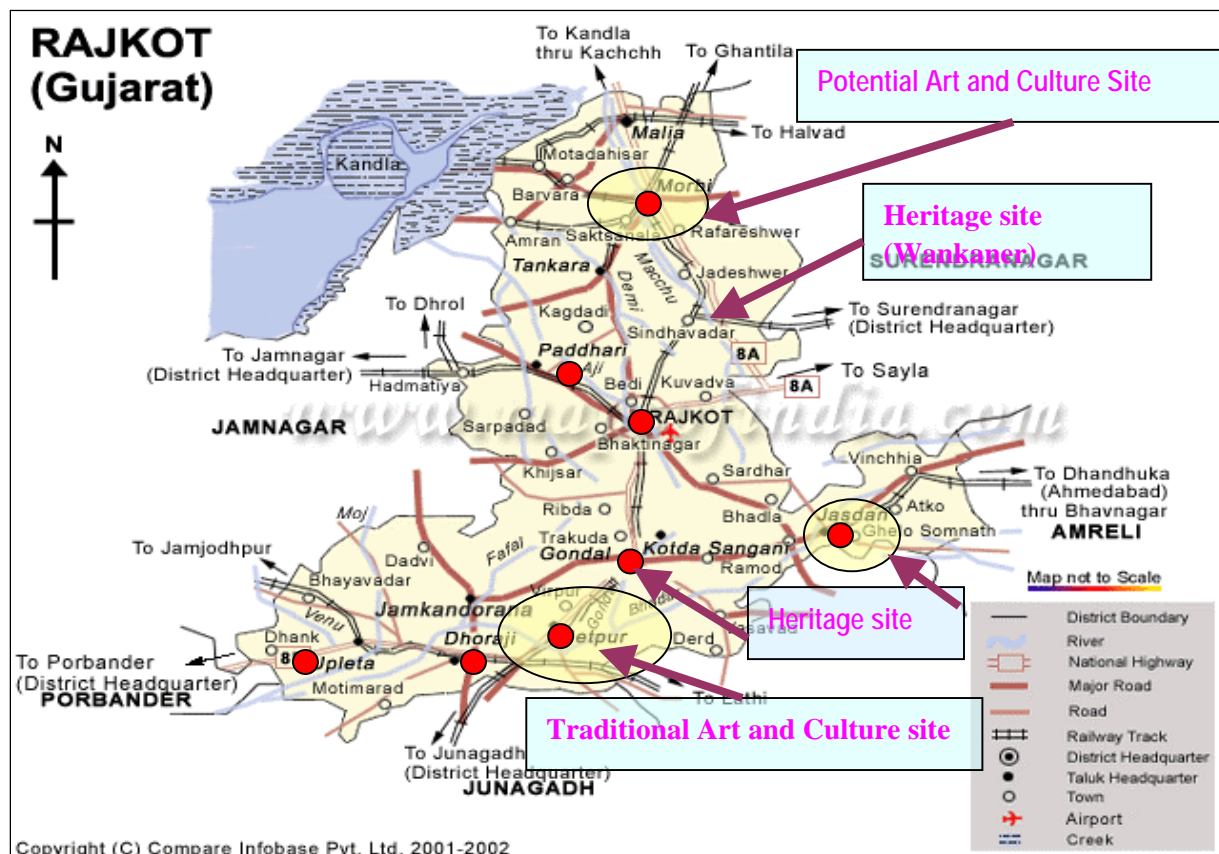 RAJKOT
(Gujarat)
N
To Kandla
thru Kachchh
To Ghantila
Potential Art and Culture Site
Malia
To Halvad
Motadahisar
Kandla
Barvara
Morbi
Heritage site
(Wankaner)
SURENDRANAGAR
Amran
Saktsanala
Rafareshwer
Tankara
Demi
Macchu
Jadeshwer
To Dhrol
Kagdadi
Sindhavadar
To Surendranagar
(District Headquarter)
To Jamnagar
(District Headquarter)
Paddhari
Aji
8A
Hadmatiya
Bedi
Kuvadva
8A
To Sayla
JAMNAGAR
Sarpadad
RAJKOT
Bhaktinagar
Khijsar
Sardhar
Vinchhia
To Dhandhuka
(Ahmedabad)
thru Bhavnagar
AMRELI
Ribda
Bhadla
Jasdan
Atko
Ghelo Somnath
Moj
Trakuda
Gondal
Kotda Sangani
Ramod
To Jamjodhpur
Dadvi
Fafal
Map not to Scale
Bhayavadar
Virpur
Gondal
Venu
Jamkandorana
Heritage site
Dhank
Dhoraji
Jetpur
Derd
Upleta
To Porbander
(District Headquarter)
PORBANDER
Motimarad
To Lathi
Traditional Art and Culture site
To Junagadh
(District Headquarter)
JUNAGADH
District Boundary
River
National Highway
Major Road
Road
Railway Track
District Headquarter
Taluk Headquarter
Town
Airport
Creek
Copyright (C) Compare Infobase Pvt. Ltd. 2001-2002